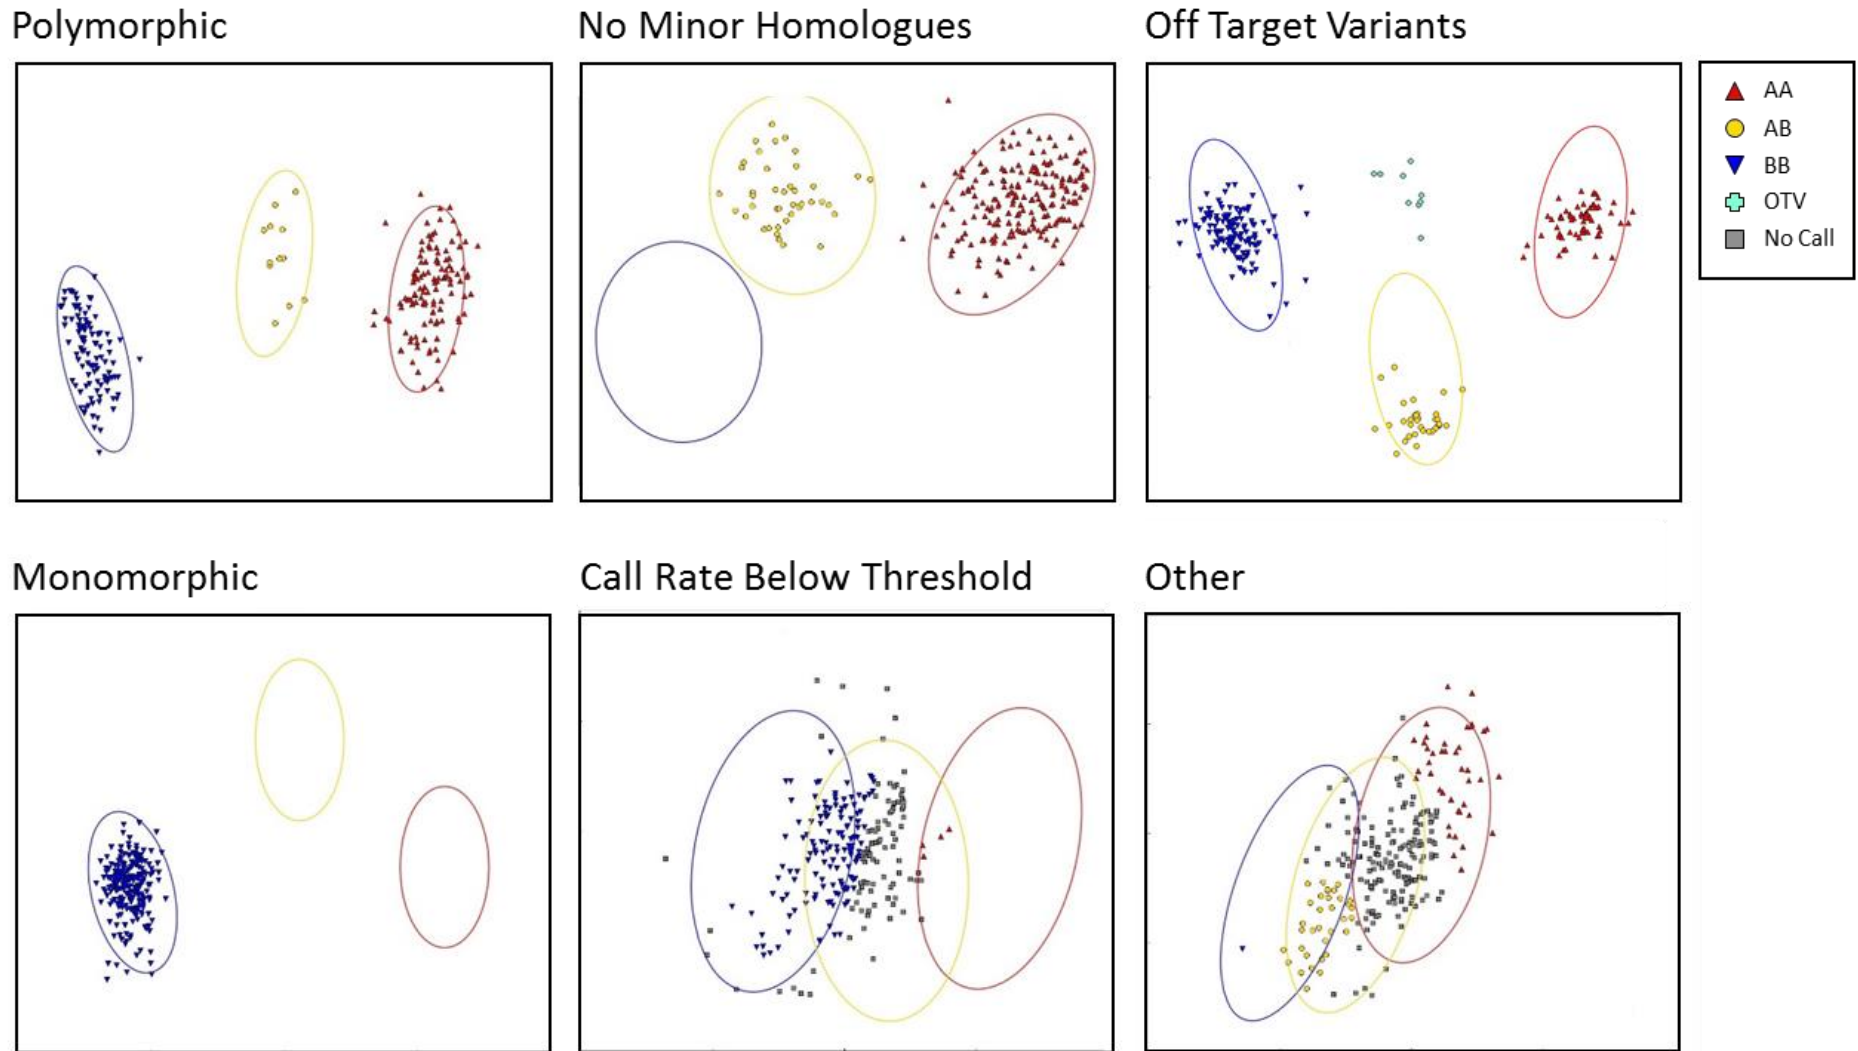 Polymorphic
No Minor Homologues
Off Target Variants
AA
AB
BB
OTV
No Call
Monomorphic
Call Rate Below Threshold
Other